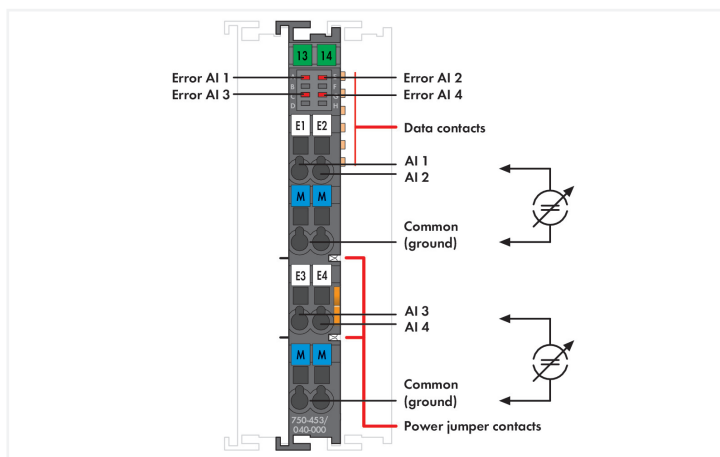 13 14
Error AI 1
Error AI 2
Error AI 3
Error AI 4
A E
B F
C G
D H
E1 E2
Data contacts
AI 1
AI 2
M M
Common
(ground)
E3 E4
AI 3
AI 4
M M
Common
(ground)
750-453/
040-000
Power jumper contacts